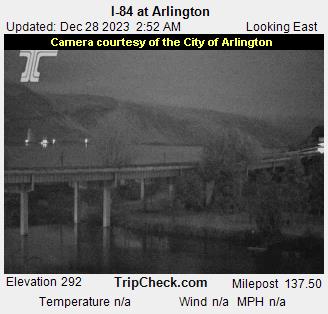 I-84 at Arlington
Updated: Dec 28 2023 2:52 AM Looking East
Camera courtesy of the City of Arlington
Elevation 292 TripCheck.com Milepost 137.50
Temperature n/a Wind n/a MPH n/a